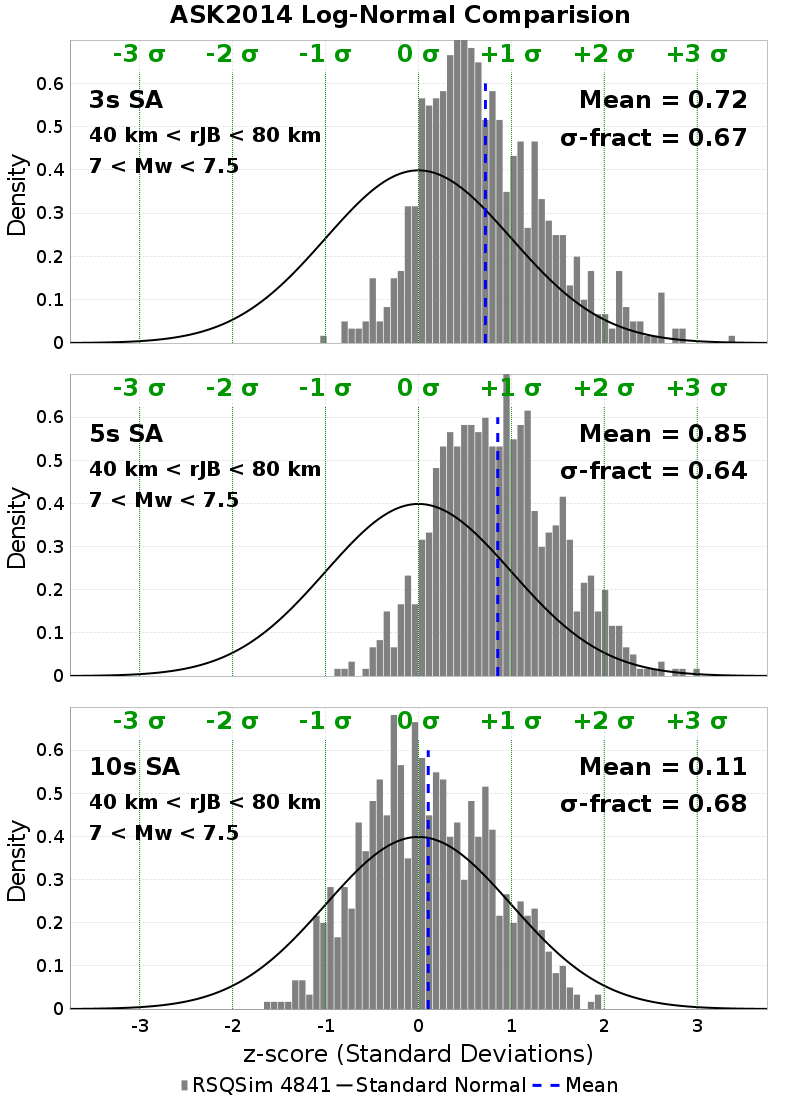 ASK2014 Log-Normal Comparision
-3 σ -2 σ -1 σ 0 σ +1 σ +2 σ +3 σ
3s SA
40 km < rJB < 80 km
7 < Mw < 7.5
Mean = 0.72
σ-fract = 0.67
Density
0.6
0.5
0.4
0.3
0.2
0.1
0
-3 σ -2 σ -1 σ 0 σ +1 σ +2 σ +3 σ
5s SA
40 km < rJB < 80 km
7 < Mw < 7.5
Mean = 0.85
σ-fract = 0.64
Density
0.6
0.5
0.4
0.3
0.2
0.1
0
-3 σ -2 σ -1 σ 0 σ +1 σ +2 σ +3 σ
10s SA
40 km < rJB < 80 km
7 < Mw < 7.5
Mean = 0.11
σ-fract = 0.68
Density
0.6
0.5
0.4
0.3
0.2
0.1
0
-3 -2 -1 0 1 2 3
z-score (Standard Deviations)
RSQSim 4841 Standard Normal Mean